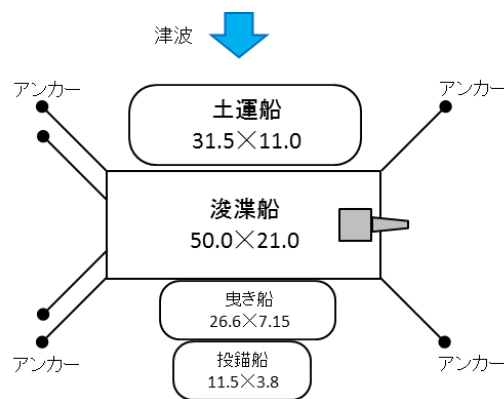 津波
アンカー
アンカー
土運船
31.5×11.0
浚渫船
50.0×21.0
曳き船
26.6×7.15
投錨船
11.5×3.8
アンカー
アンカー